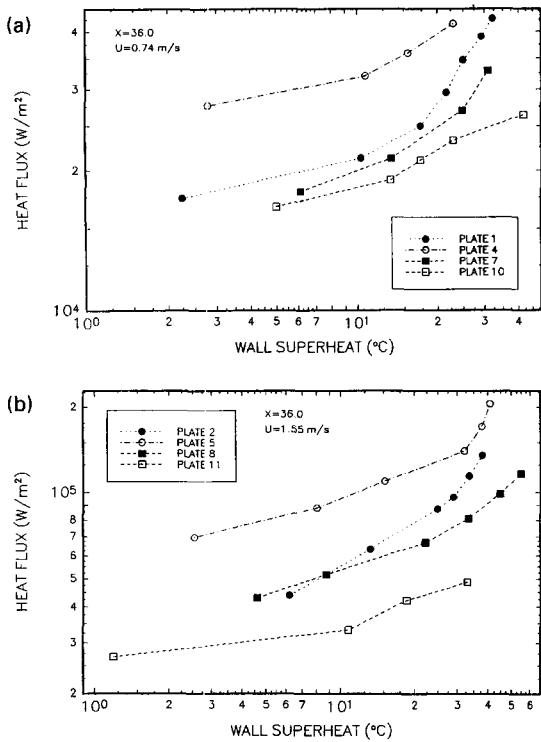 (a)
X=36.0
U=0.74 m/s
HEAT FLUX (W/m²)
4
3
2
10⁴
PLATE 1
PLATE 4
PLATE 7
PLATE 10
10⁰ 2 3 4 5 6 7 10¹ 2 3 4
WALL SUPERHEAT (°C)
(b)
PLATE 2
PLATE 5
PLATE 8
PLATE 11
X=36.0
U=1.55 m/s
HEAT FLUX (W/m²)
2
10⁵
8
7
6
5
4
3
2
10⁰ 2 3 4 5 6 7 10¹ 2 3 4 5 6
WALL SUPERHEAT (°C)